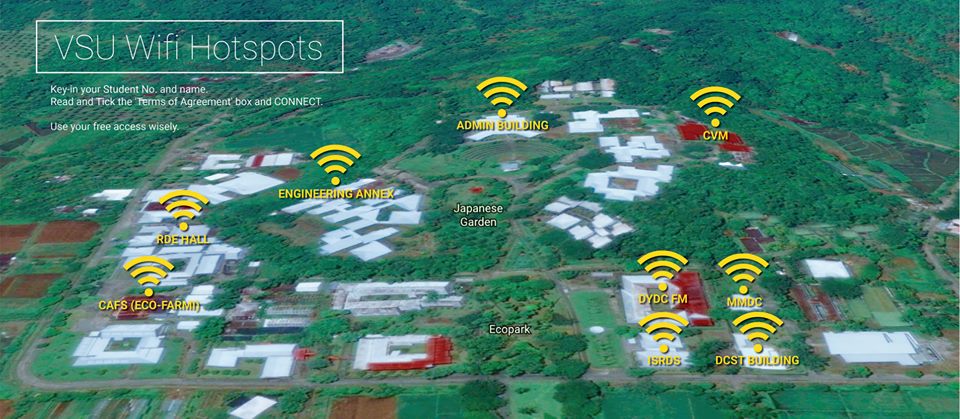 VSU Wifi Hotspots
Key-in your Student No. and name.
Read and Tick the 'Terms of Agreement' box and CONNECT.
Use your free access wisely.
ADMIN BUILDING
CVM
ENGINEERING ANNEX
Japanese
Garden
RDE HALL
CAFS (ECO-FARMI)
DYDC FM
MMDC
Ecopark
ISRDS
DCST BUILDING